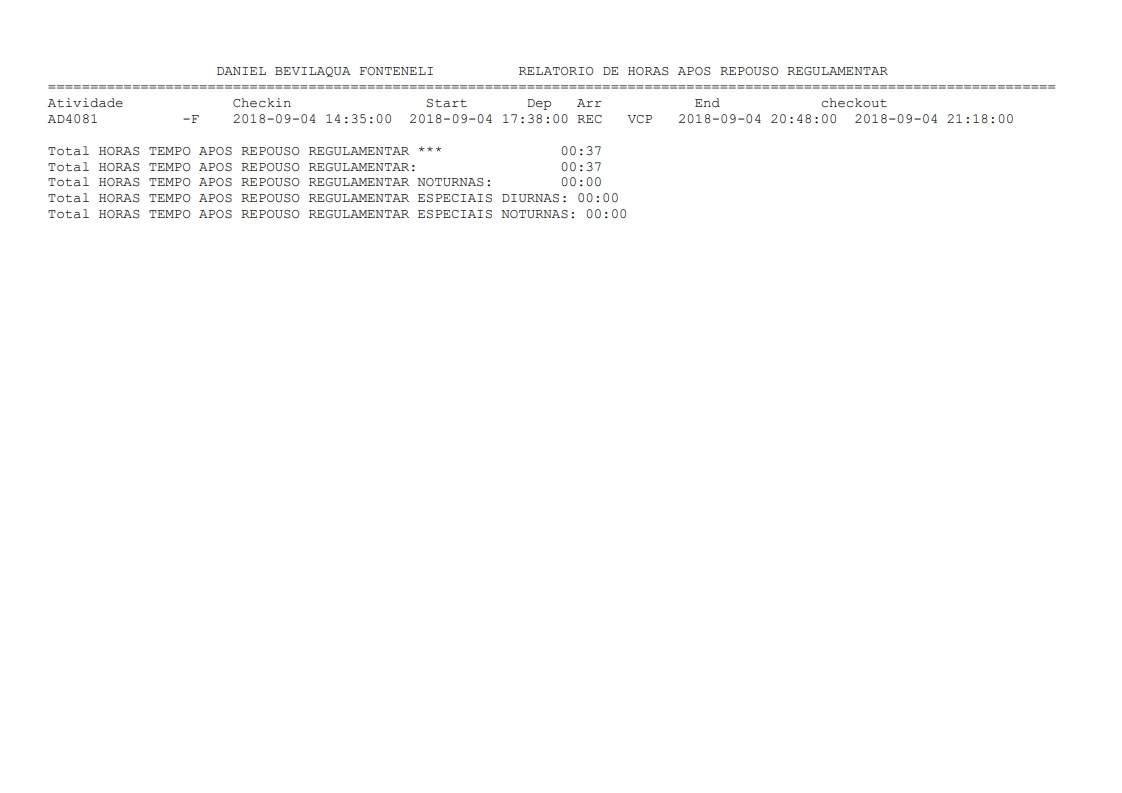 DANIEL BEVILAQUA FONTENELI          RELATORIO DE HORAS APOS REPOUSO REGULAMENTAR
========================================================================================================================
Atividade             Checkin                Start       Dep   Arr           End            checkout
AD4081          -F    2018-09-04 14:35:00  2018-09-04 17:38:00 REC   VCP   2018-09-04 20:48:00  2018-09-04 21:18:00
Total HORAS TEMPO APOS REPOUSO REGULAMENTAR ***              00:37
Total HORAS TEMPO APOS REPOUSO REGULAMENTAR:                 00:37
Total HORAS TEMPO APOS REPOUSO REGULAMENTAR NOTURNAS:        00:00
Total HORAS TEMPO APOS REPOUSO REGULAMENTAR ESPECIAIS DIURNAS: 00:00
Total HORAS TEMPO APOS REPOUSO REGULAMENTAR ESPECIAIS NOTURNAS: 00:00